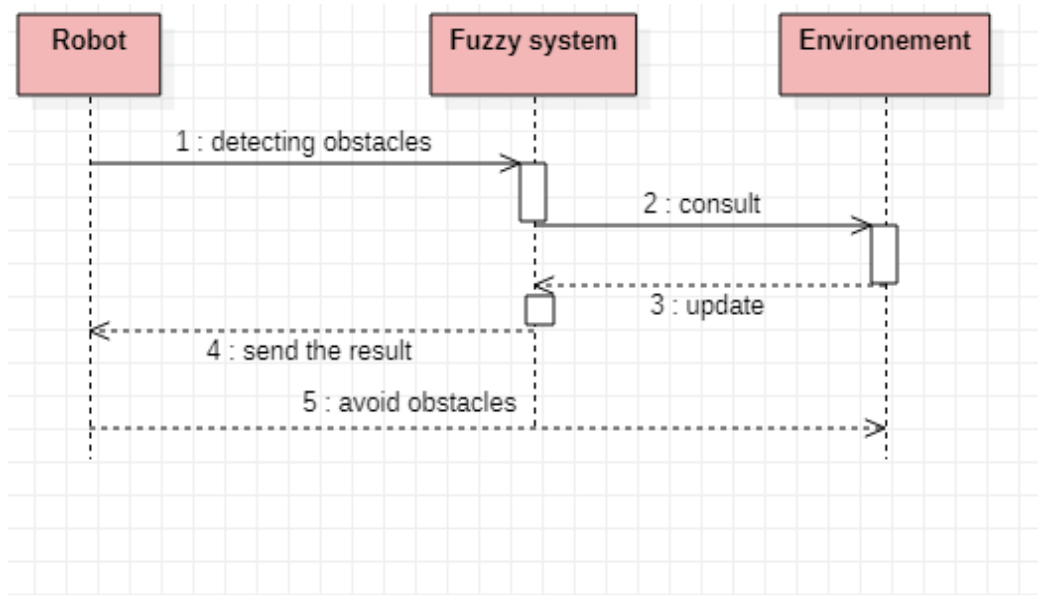 Robot
Fuzzy system
Environement
1 : detecting obstacles
2 : consult
3 : update
4 : send the result
5 : avoid obstacles